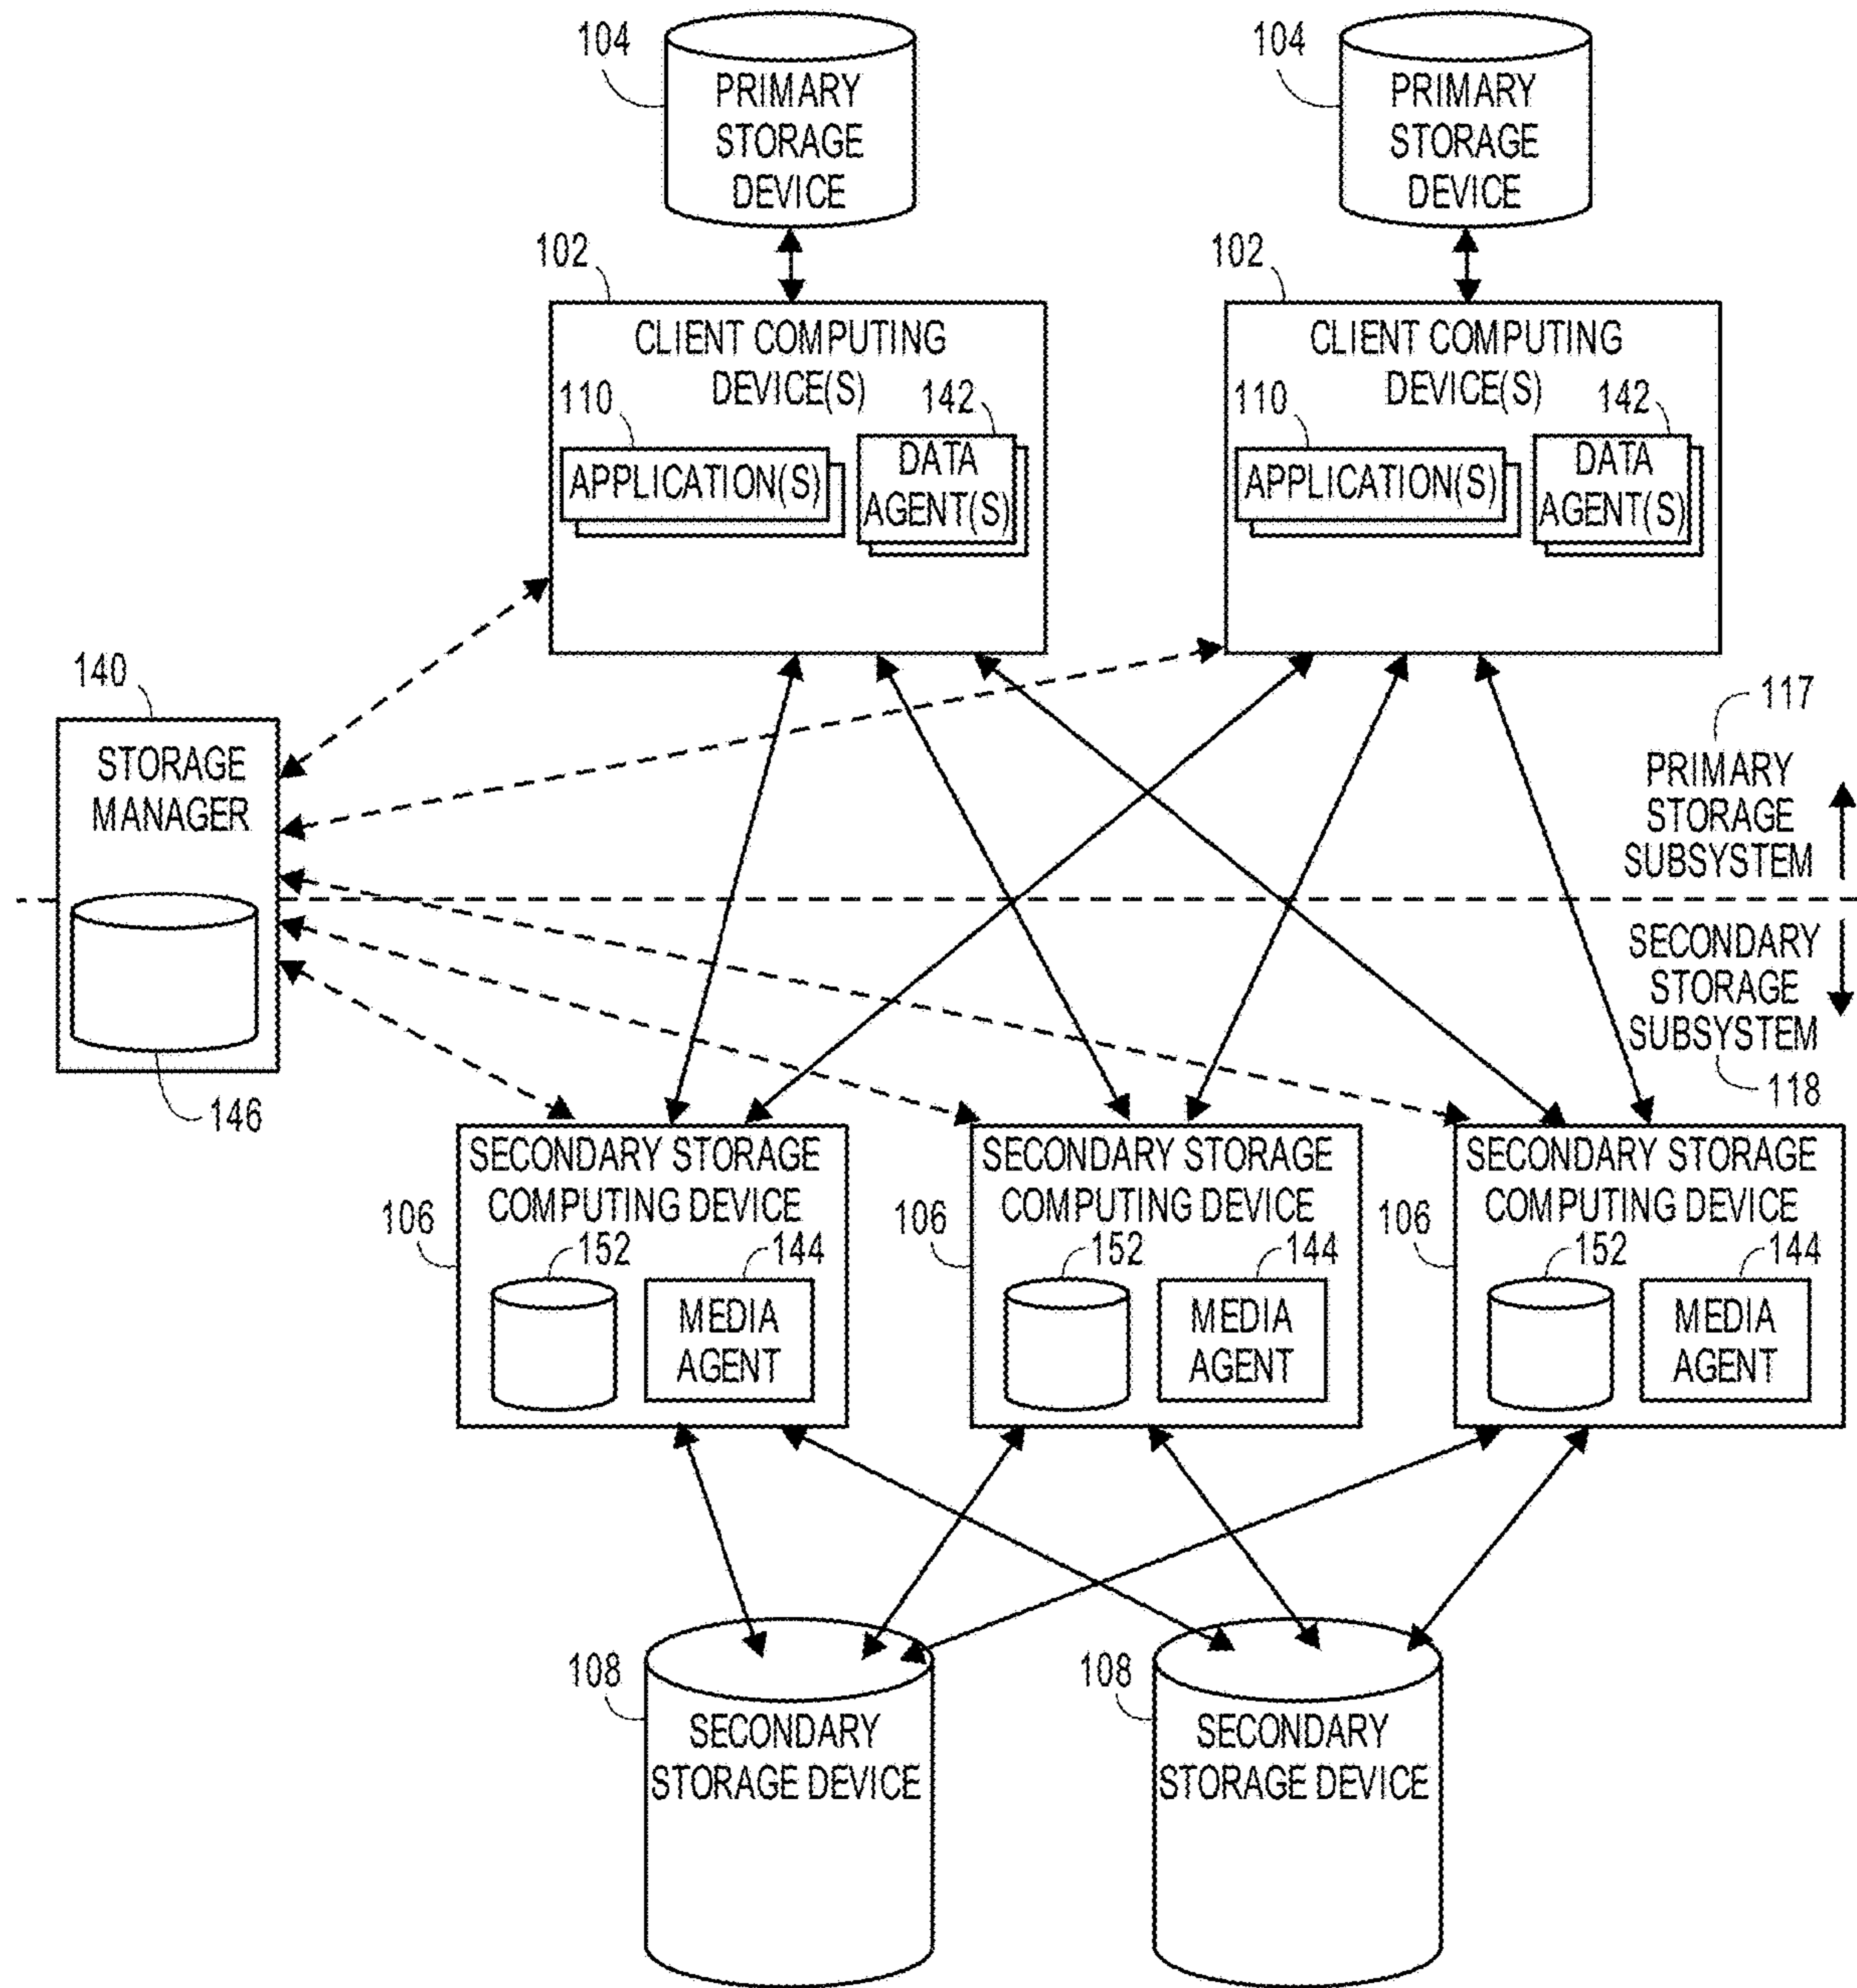 104
PRIMARY
STORAGE
DEVICE
104
PRIMARY
STORAGE
DEVICE
102
CLIENT COMPUTING
DEVICE(S)
110
142
APPLICATION(S)
DATA
AGENT(S)
102
CLIENT COMPUTING
DEVICE(S)
110
142
APPLICATION(S)
DATA
AGENT(S)
140
STORAGE
MANAGER
146
117
PRIMARY
STORAGE
SUBSYSTEM
SECONDARY
STORAGE
SUBSYSTEM
118
106
SECONDARY STORAGE
COMPUTING DEVICE
152
144
MEDIA
AGENT
106
SECONDARY STORAGE
COMPUTING DEVICE
152
144
MEDIA
AGENT
106
SECONDARY STORAGE
COMPUTING DEVICE
152
144
MEDIA
AGENT
108
SECONDARY
STORAGE DEVICE
108
SECONDARY
STORAGE DEVICE